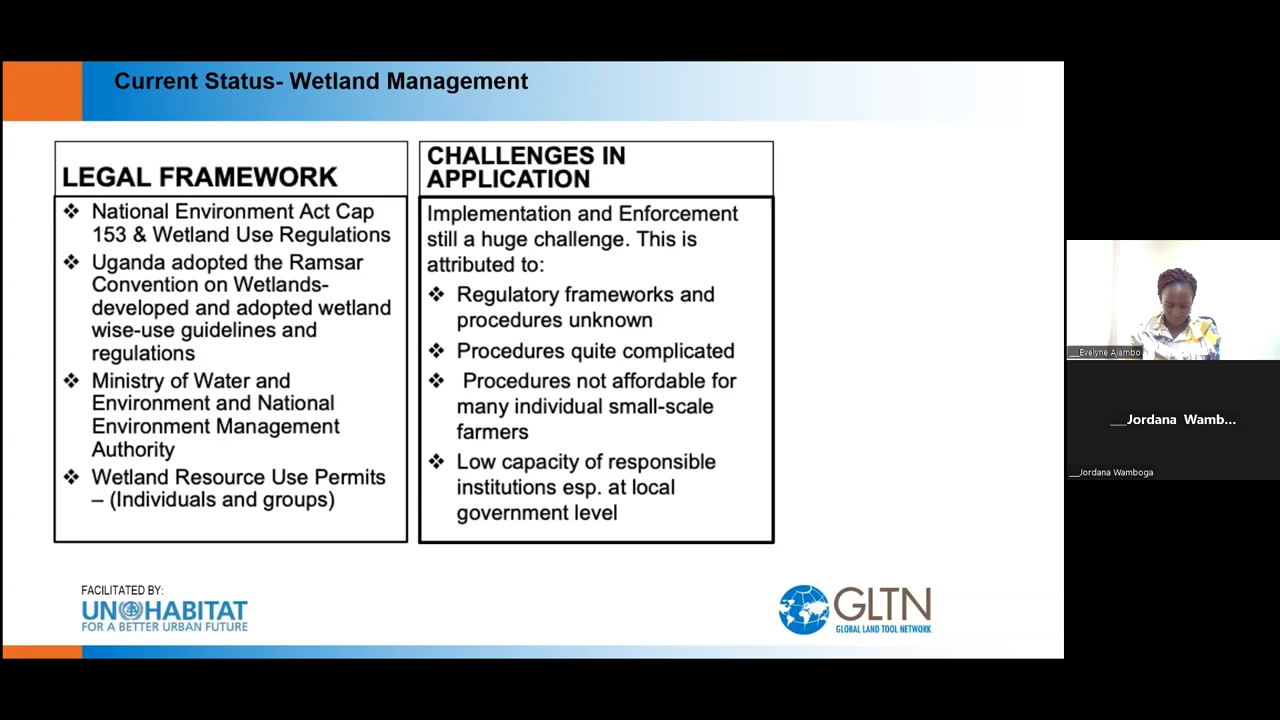 Current Status- Wetland Management
LEGAL FRAMEWORK
❖ National Environment Act Cap
153 & Wetland Use Regulations
❖ Uganda adopted the Ramsar
Convention on Wetlands-
developed and adopted wetland
wise-use guidelines and
regulations
❖ Ministry of Water and
Environment and National
Environment Management
Authority
❖ Wetland Resource Use Permits
– (Individuals and groups)
CHALLENGES IN
APPLICATION
Implementation and Enforcement
still a huge challenge. This is
attributed to:
❖ Regulatory frameworks and
procedures unknown
❖ Procedures quite complicated
❖ Procedures not affordable for
many individual small-scale
farmers
❖ Low capacity of responsible
institutions esp. at local
government level
FACILITATED BY:
UN HABITAT
FOR A BETTER URBAN FUTURE
GLTN
GLOBAL LAND TOOL NETWORK
__Evelyne Ajambo
__Jordana Wamb...
__Jordana Wamboga